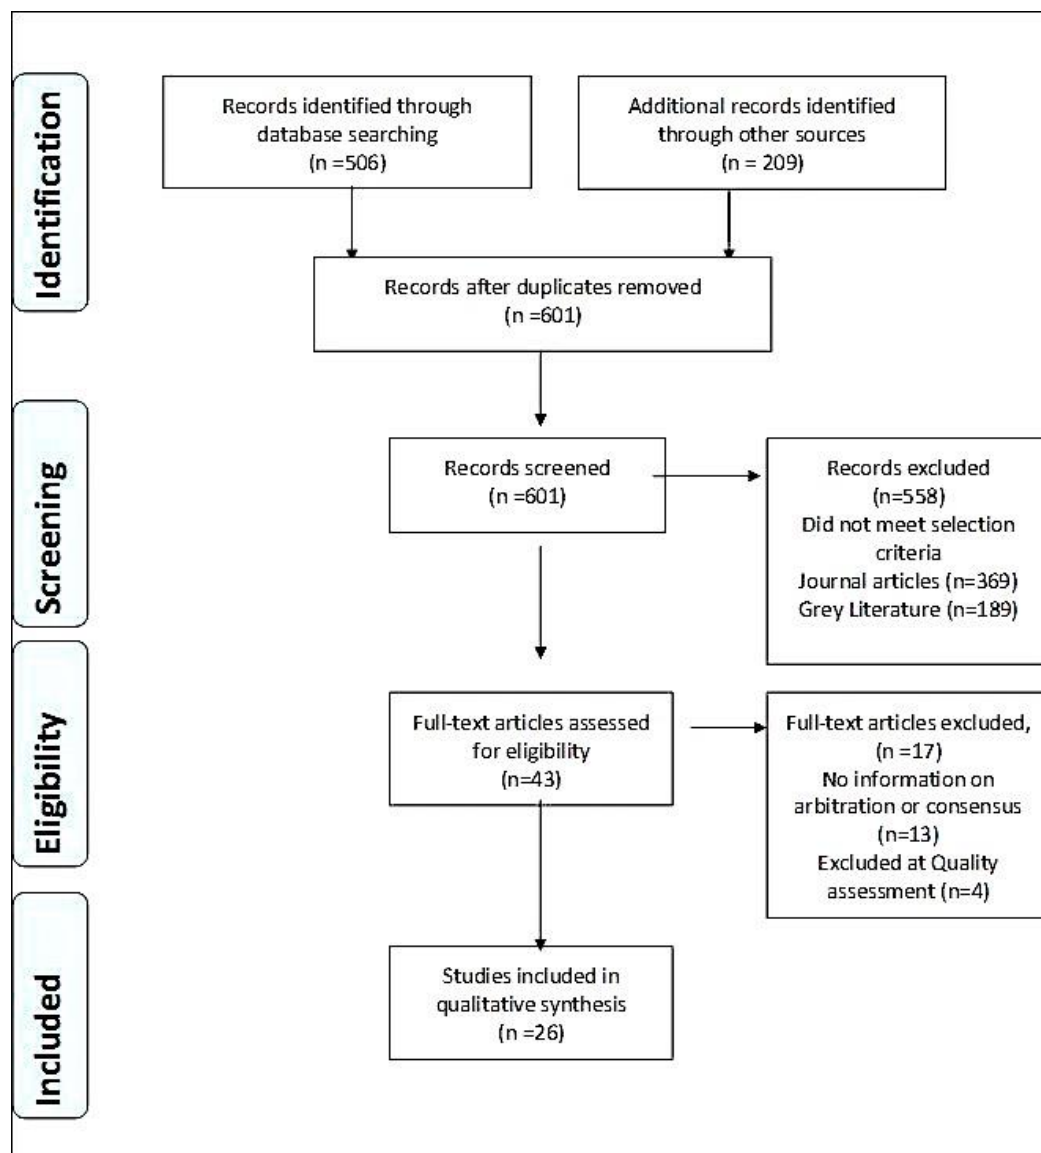 Identification
Records identified through
database searching
(n =506)
Additional records identified
through other sources
(n = 209)
Records after duplicates removed
(n =601)
Screening
Records screened
(n =601)
Records excluded
(n=558)
Did not meet selection
criteria
Journal articles (n=369)
Grey Literature (n=189)
Eligibility
Full-text articles assessed
for eligibility
(n=43)
Full-text articles excluded,
(n =17)
No information on
arbitration or consensus
(n=13)
Excluded at Quality
assessment (n=4)
Included
Studies included in
qualitative synthesis
(n =26)